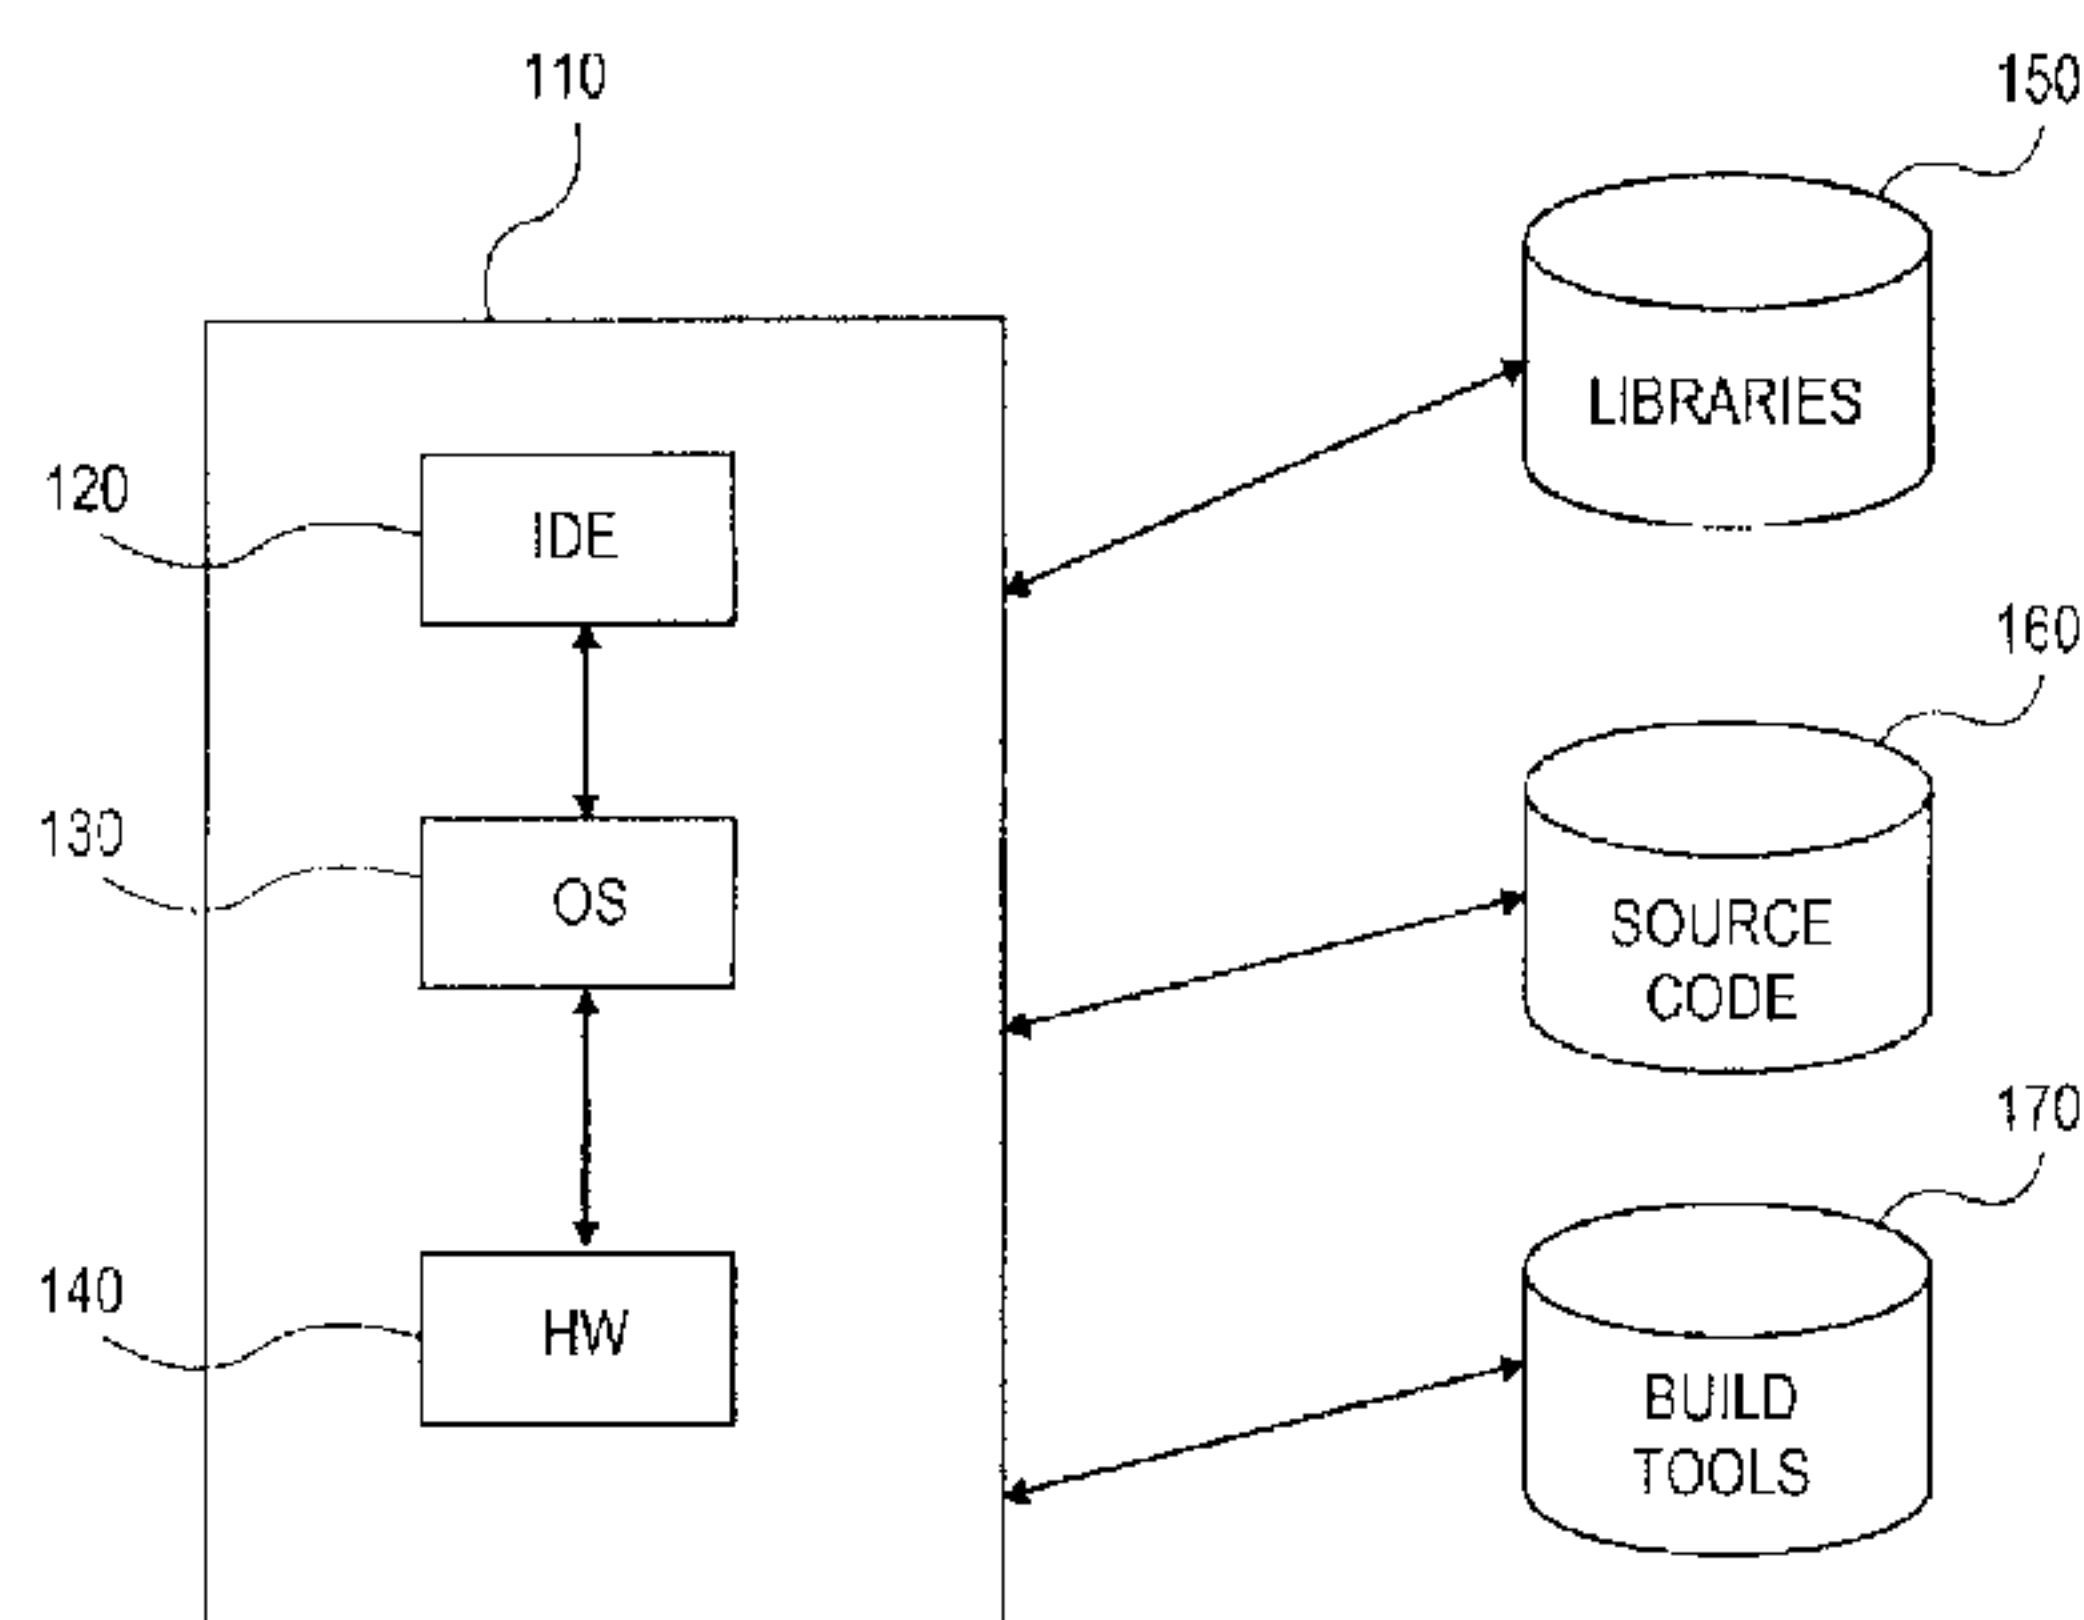 110
150
LIBRARIES
120
IDE
160
130
OS
SOURCE
CODE
170
140
HW
BUILD
TOOLS